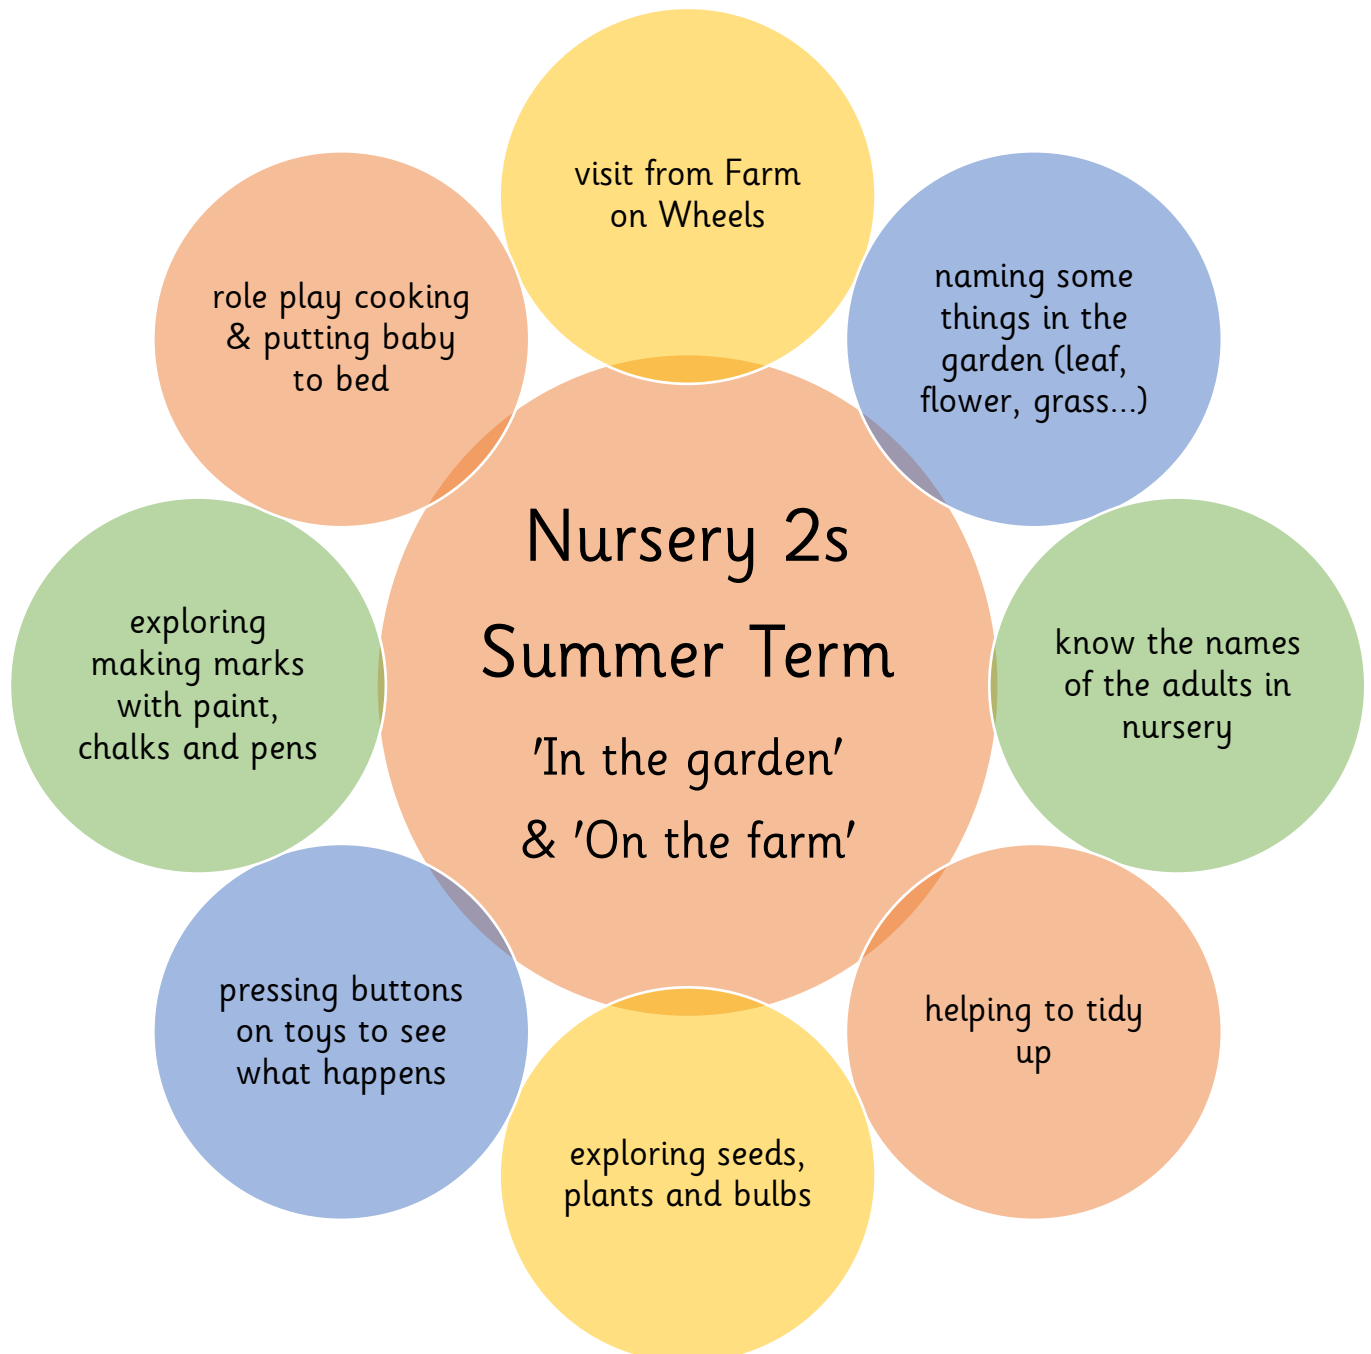 Nursery 2s
Summer Term
'In the garden'
& 'On the farm'
visit from Farm
on Wheels
naming some
things in the
garden (leaf,
flower, grass...)
know the names
of the adults in
nursery
helping to tidy
up
exploring seeds,
plants and bulbs
pressing buttons
on toys to see
what happens
exploring
making marks
with paint,
chalks and pens
role play cooking
& putting baby
to bed